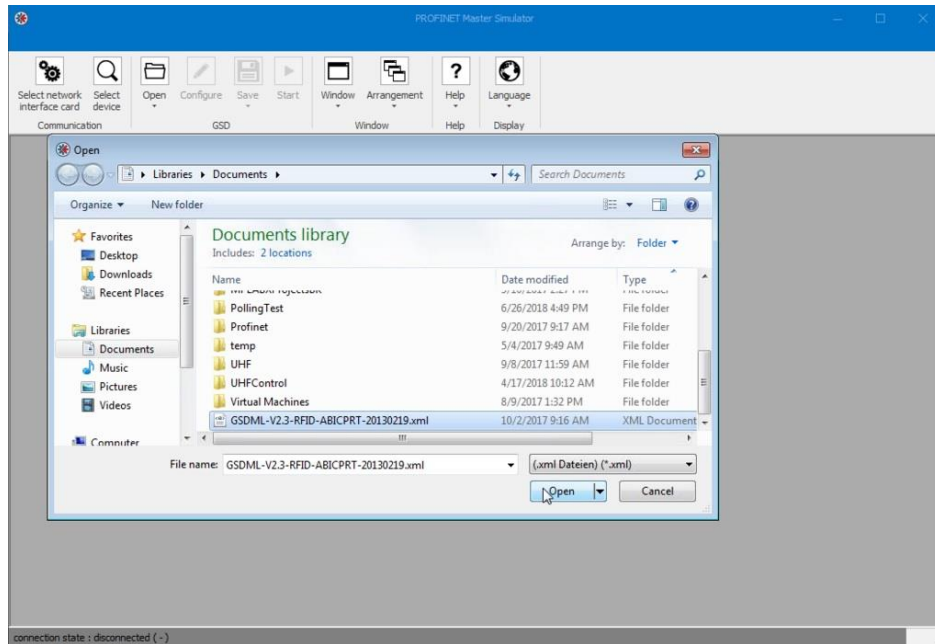 PROFINET Master Simulator
Select network interface card
Select device
Open
Configure
Save
Start
Window
Arrangement
Help
Language
Communication
GSD
Window
Help
Display
Open
Libraries
Documents
Search Documents
Organize
New folder
Favorites
Desktop
Downloads
Recent Places
Libraries
Documents
Music
Pictures
Videos
Computer
Documents library
Includes: 2 locations
Arrange by: Folder
Name Date modified Type
PollingTest 6/26/2018 4:49 PM File folder
Profinet 9/20/2017 9:17 AM File folder
temp 5/4/2017 9:49 AM File folder
UHF 9/8/2017 11:59 AM File folder
UHFControl 4/17/2018 10:12 AM File folder
Virtual Machines 8/9/2017 1:32 PM File folder
GSDML-V2.3-RFID-ABICPRT-20130219.xml 10/2/2017 9:16 AM XML Document
File name: GSDML-V2.3-RFID-ABICPRT-20130219.xml (.xml Dateien) (*.xml)
Open Cancel
connection state : disconnected ( - )